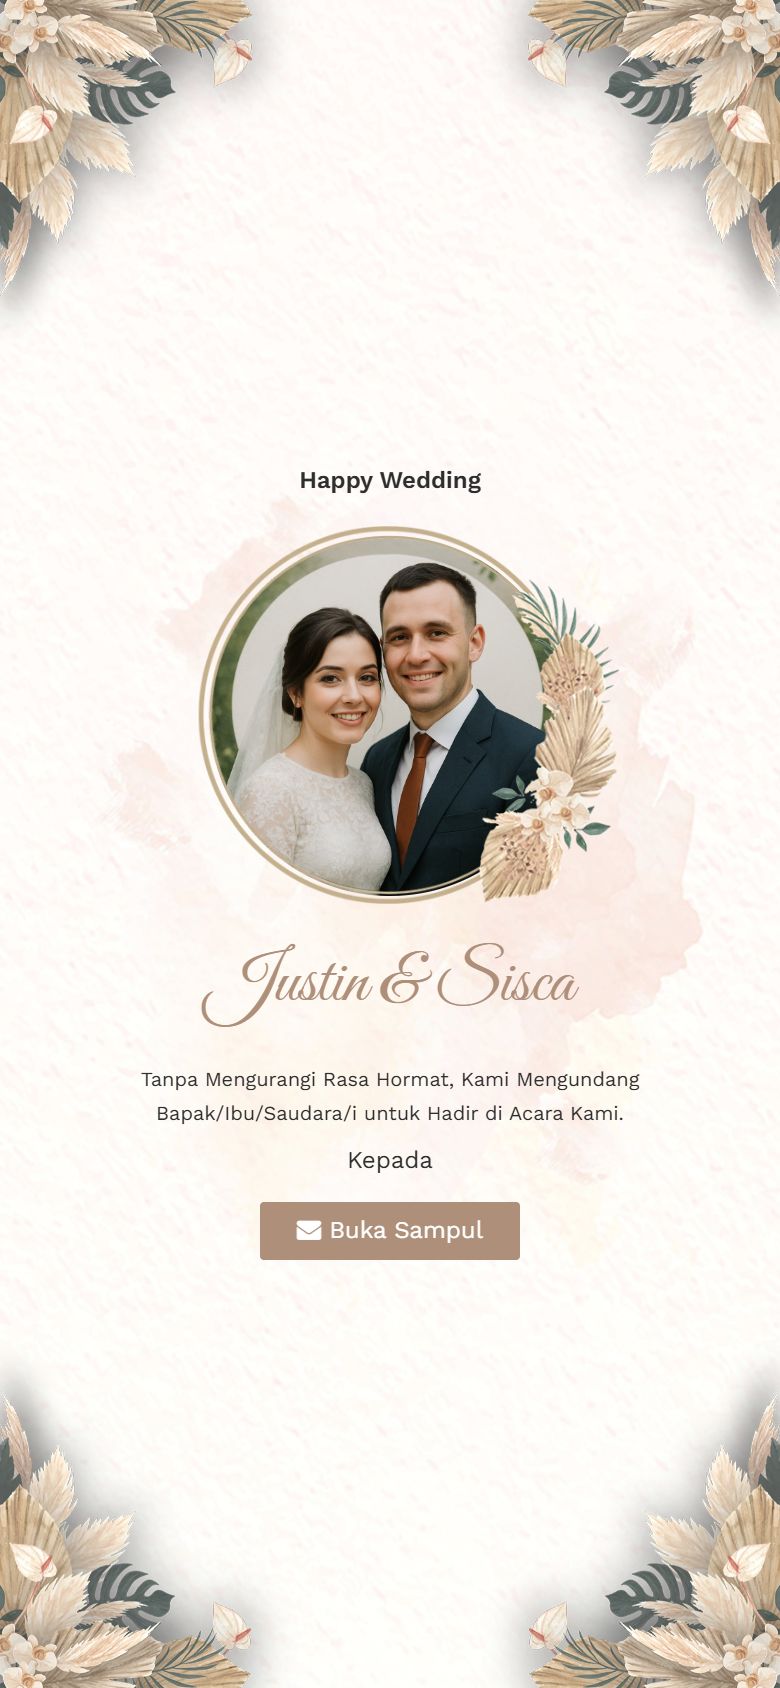 Happy Wedding
Justin & Sisca
Tanpa Mengurangi Rasa Hormat, Kami Mengundang
Bapak/Ibu/Saudara/i untuk Hadir di Acara Kami.
Kepada
Buka Sampul